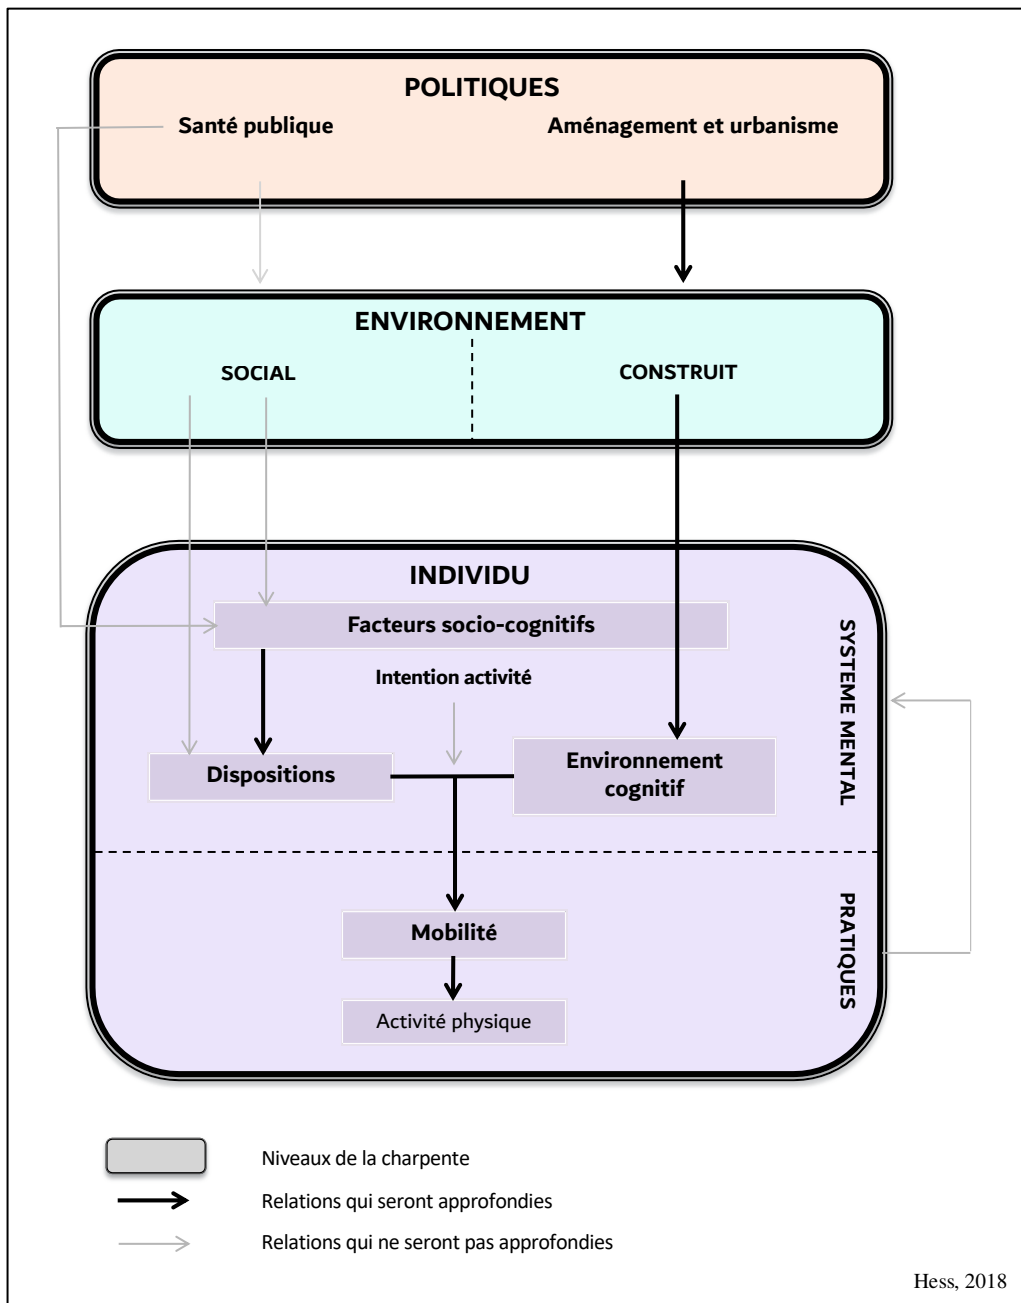 POLITIQUES
Santé publique
Aménagement et urbanisme
ENVIRONNEMENT
SOCIAL
CONSTRUIT
INDIVIDU
Facteurs socio-cognitifs
Intention activité
Dispositions
Environnement
cognitif
SYSTEME MENTAL
Mobilité
Activité physique
PRATIQUES
Niveaux de la charpente
Relations qui seront approfondies
Relations qui ne seront pas approfondies
Hess, 2018